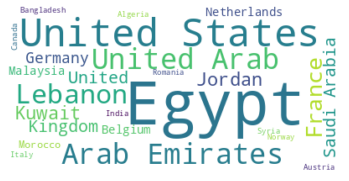 Bangladesh
Algeria
Netherlands
Canada
United States
Germany
United Arab
Malaysia
United
Romania
Jordan
France
Saudi Arabia
Lebanon
Egypt
Kuwait
India
Kingdom
Belgium
Syria
Norway
Morocco
Italy
Arab Emirates
Austria